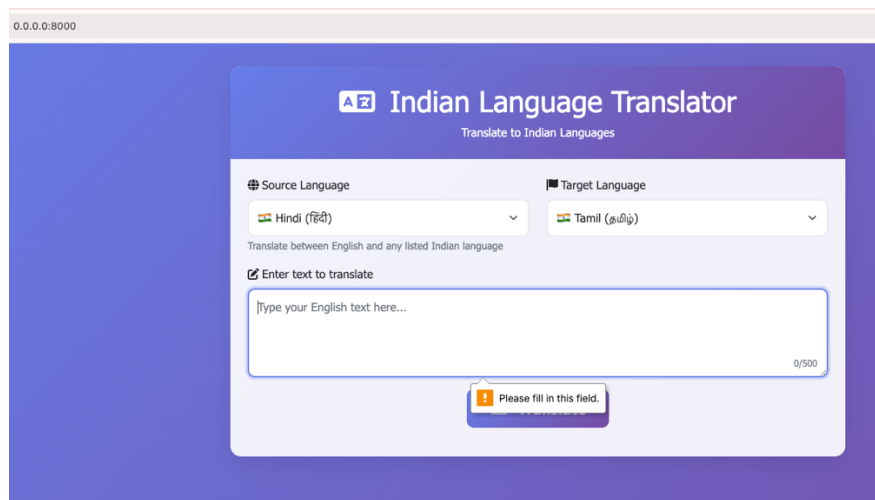 0.0.0.0:8000
Indian Language Translator
Translate to Indian Languages
Source Language
Target Language
Hindi (हिंदी)
Tamil (தமிழ்)
Translate between English and any listed Indian language
Enter text to translate
Type your English text here...
0/500
Please fill in this field.